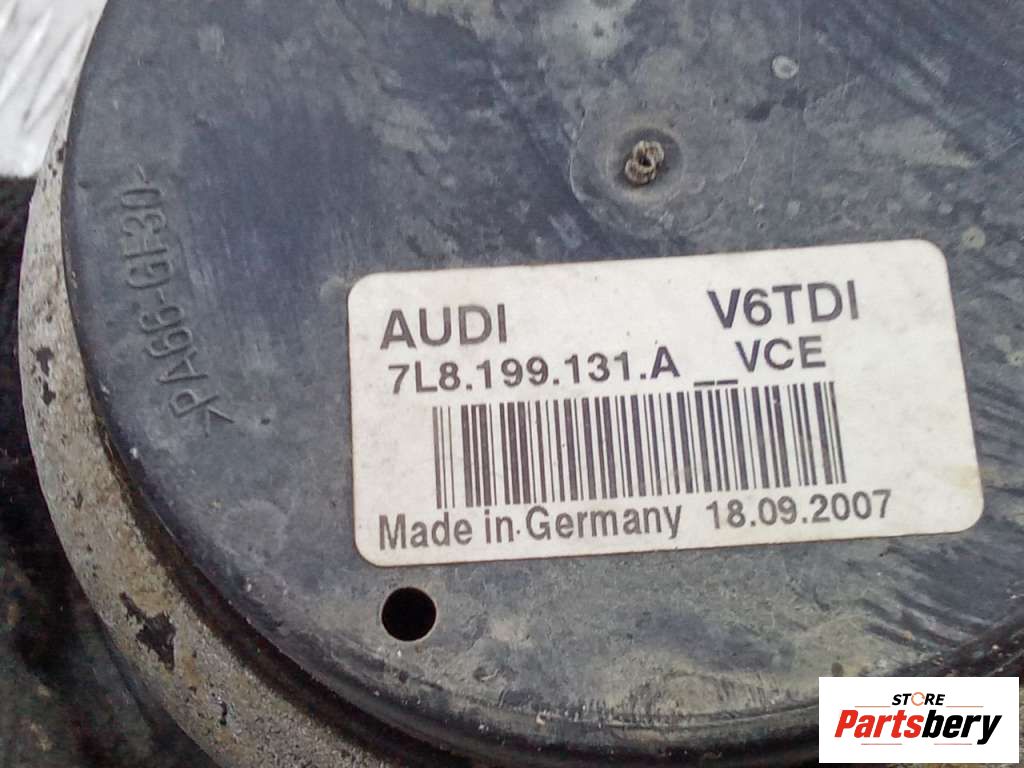 >PA66-GF30-
AUDI V6TDI
7L8.199.131.A __VCE
Made in Germany 18.09.2007
STORE
Partsbery